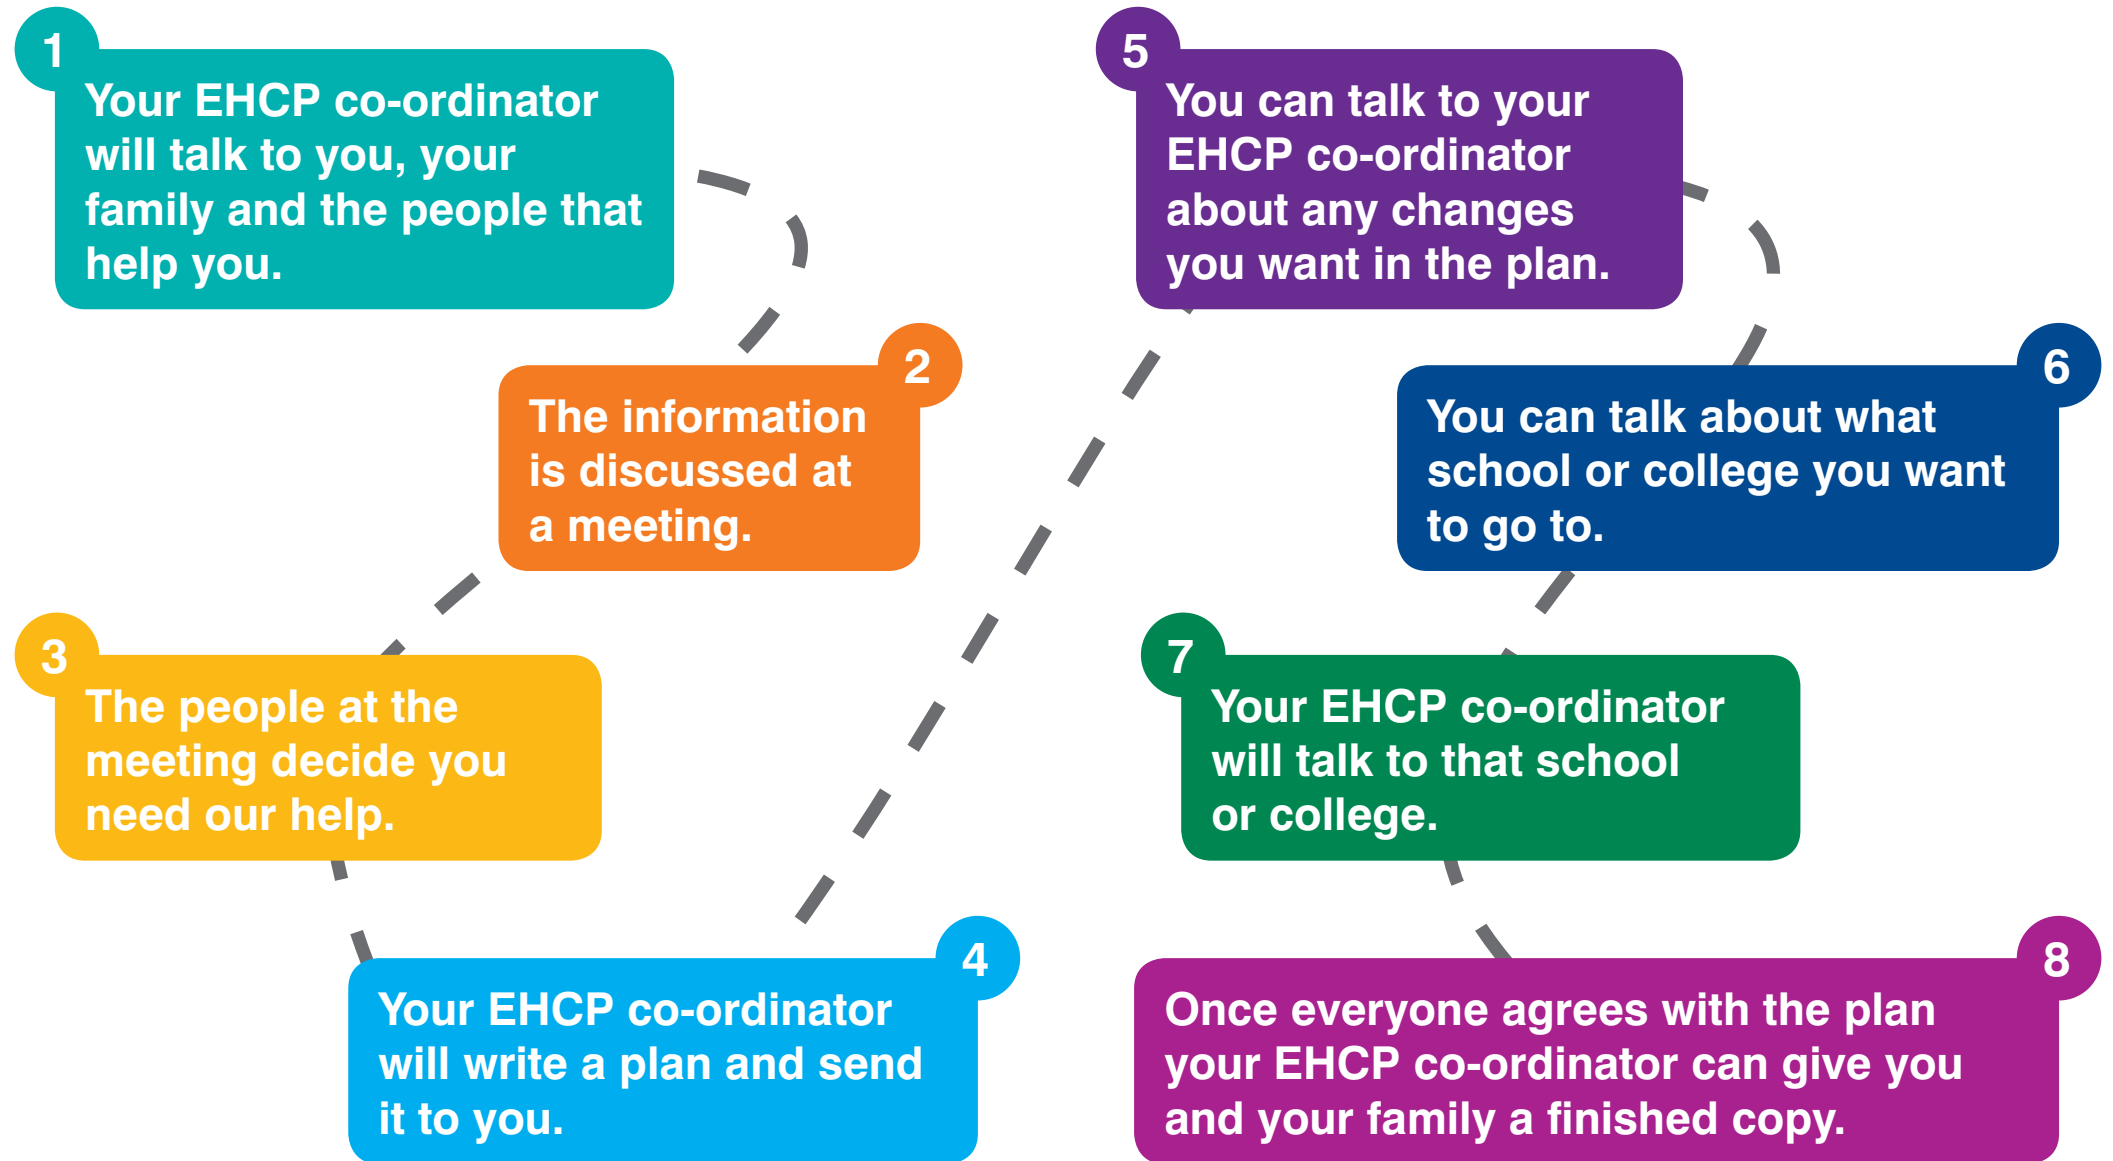 1
Your EHCP co-ordinator
will talk to you, your
family and the people that
help you.
2
The information
is discussed at
a meeting.
3
The people at the
meeting decide you
need our help.
4
Your EHCP co-ordinator
will write a plan and send
it to you.
5
You can talk to your
EHCP co-ordinator
about any changes
you want in the plan.
6
You can talk about what
school or college you want
to go to.
7
Your EHCP co-ordinator
will talk to that school
or college.
8
Once everyone agrees with the plan
your EHCP co-ordinator can give you
and your family a finished copy.